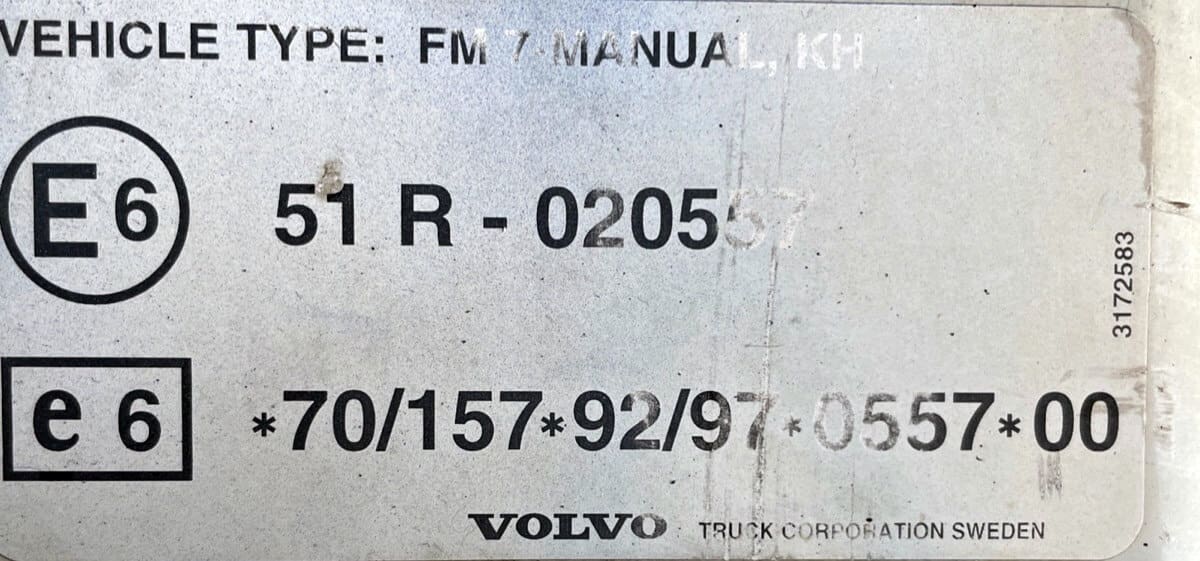 VEHICLE TYPE: FM 7 MANUAL, KH
E6 51 R - 020557
3172583
e 6 *70/157*92/97*0557*00
VOLVO TRUCK CORPORATION SWEDEN